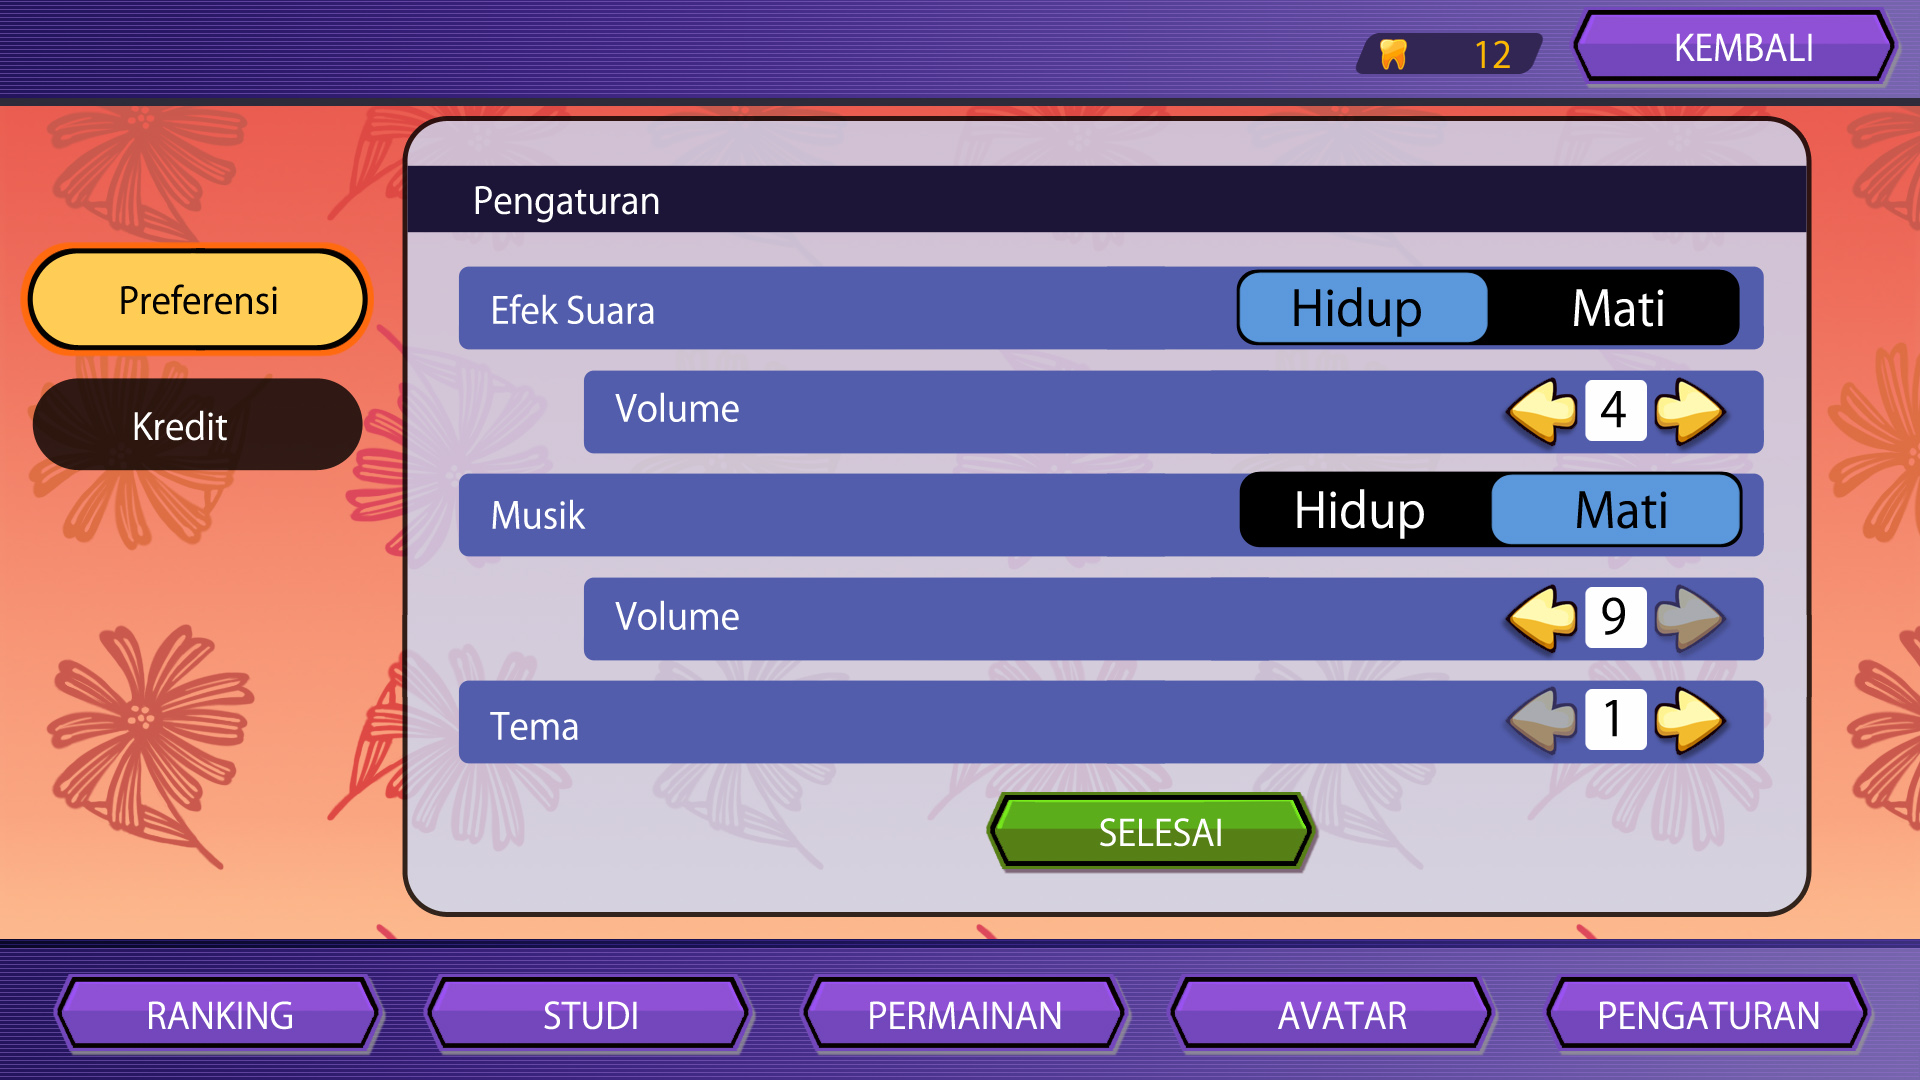 12
KEMBALI
Pengaturan
Preferensi
Kredit
Efek Suara
Hidup
Mati
Volume
4
Musik
Hidup
Mati
Volume
9
Tema
1
SELESAI
RANKING
STUDI
PERMAINAN
AVATAR
PENGATURAN